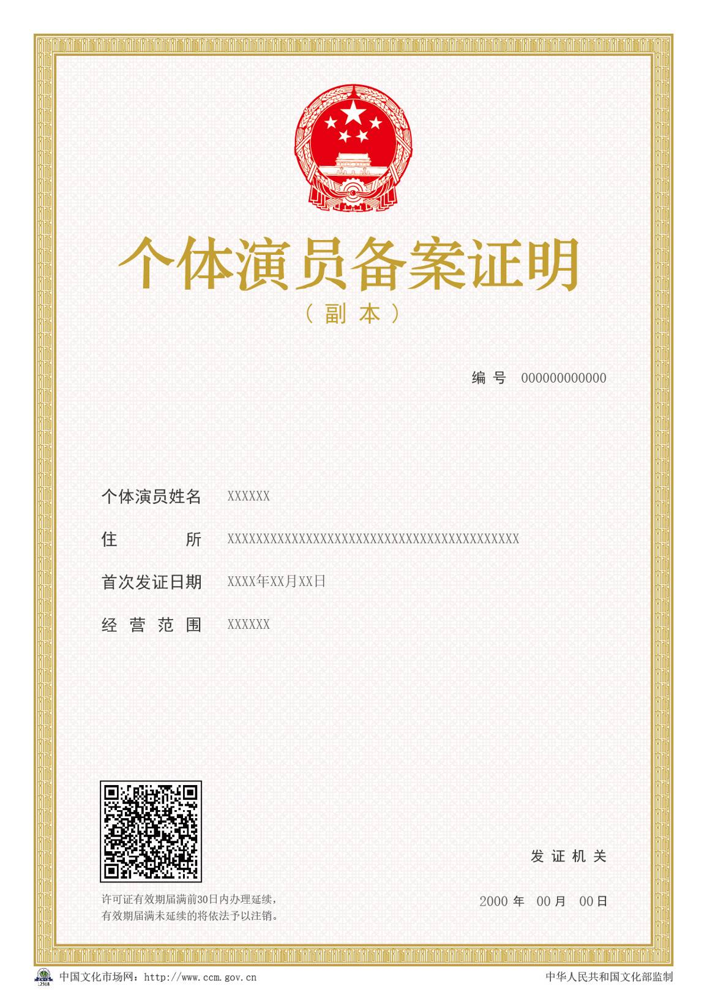 个体演员备案证明
（副本）
编号 000000000000
个体演员姓名 XXXXXX
住所 XXXXXXXXXXXXXXXXXXXXXXXXXXXXXXXXXXXXXXXXX
首次发证日期 XXXX年XX月XX日
经营范围 XXXXXX
发证机关
许可证有效期届满前30日内办理延续，
有效期届满未延续的将依法予以注销。
2000 年 00 月 00 日
L2318
中国文化市场网：http://www.ccm.gov.cn
中华人民共和国文化部监制